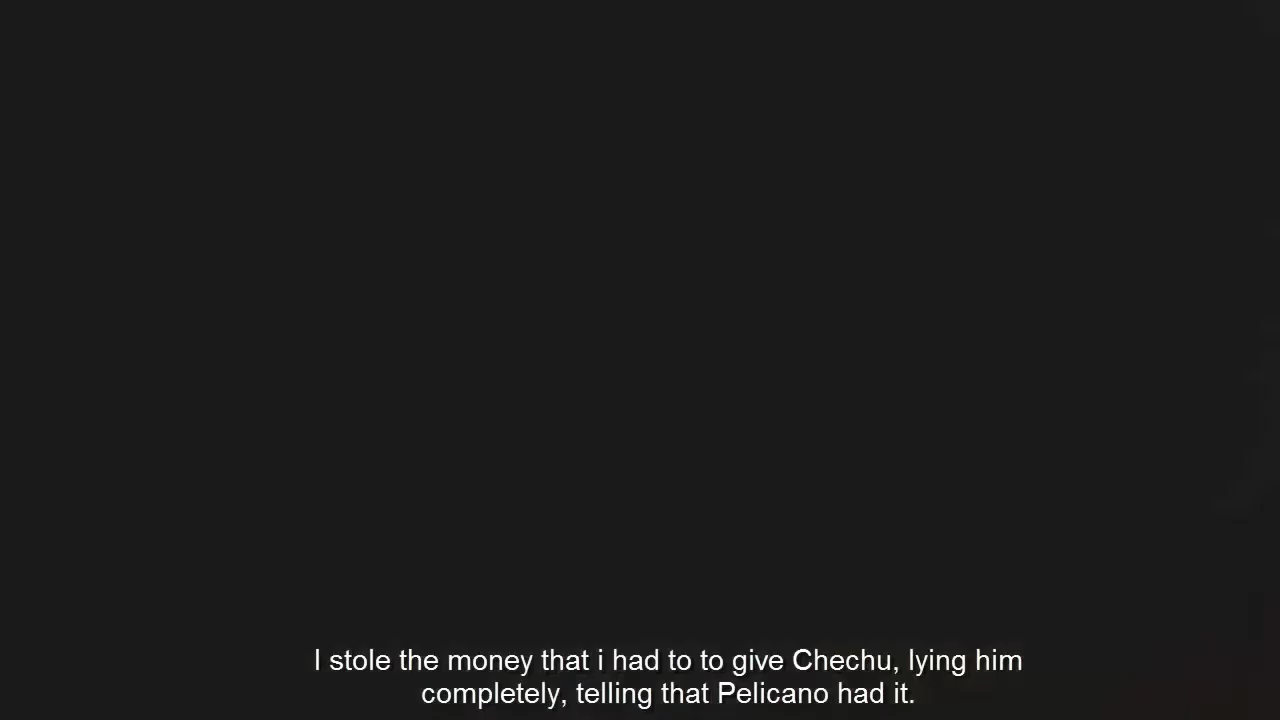 I stole the money that i had to to give Chechu, lying him
completely, telling that Pelicano had it.